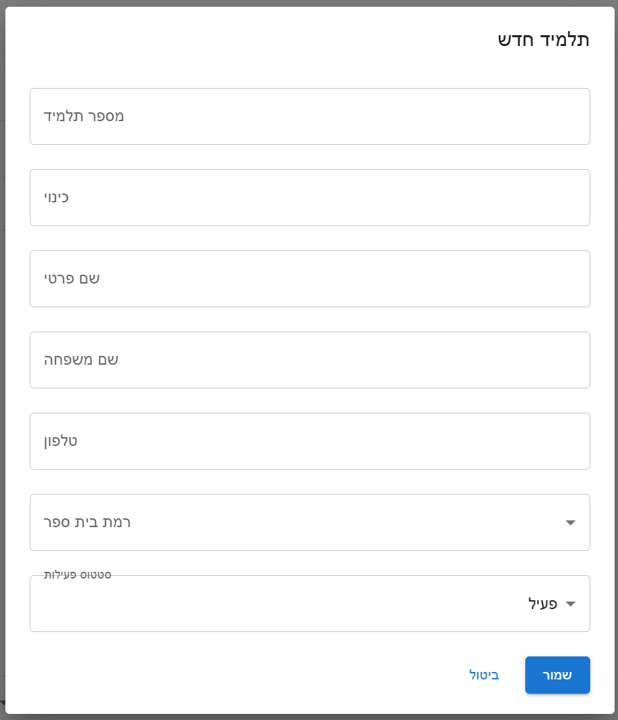 תלמיד חדש
מספר תלמיד
כינוי
שם פרטי
שם משפחה
טלפון
רמת בית ספר
סטטוס פעילות
פעיל
שמור
ביטול